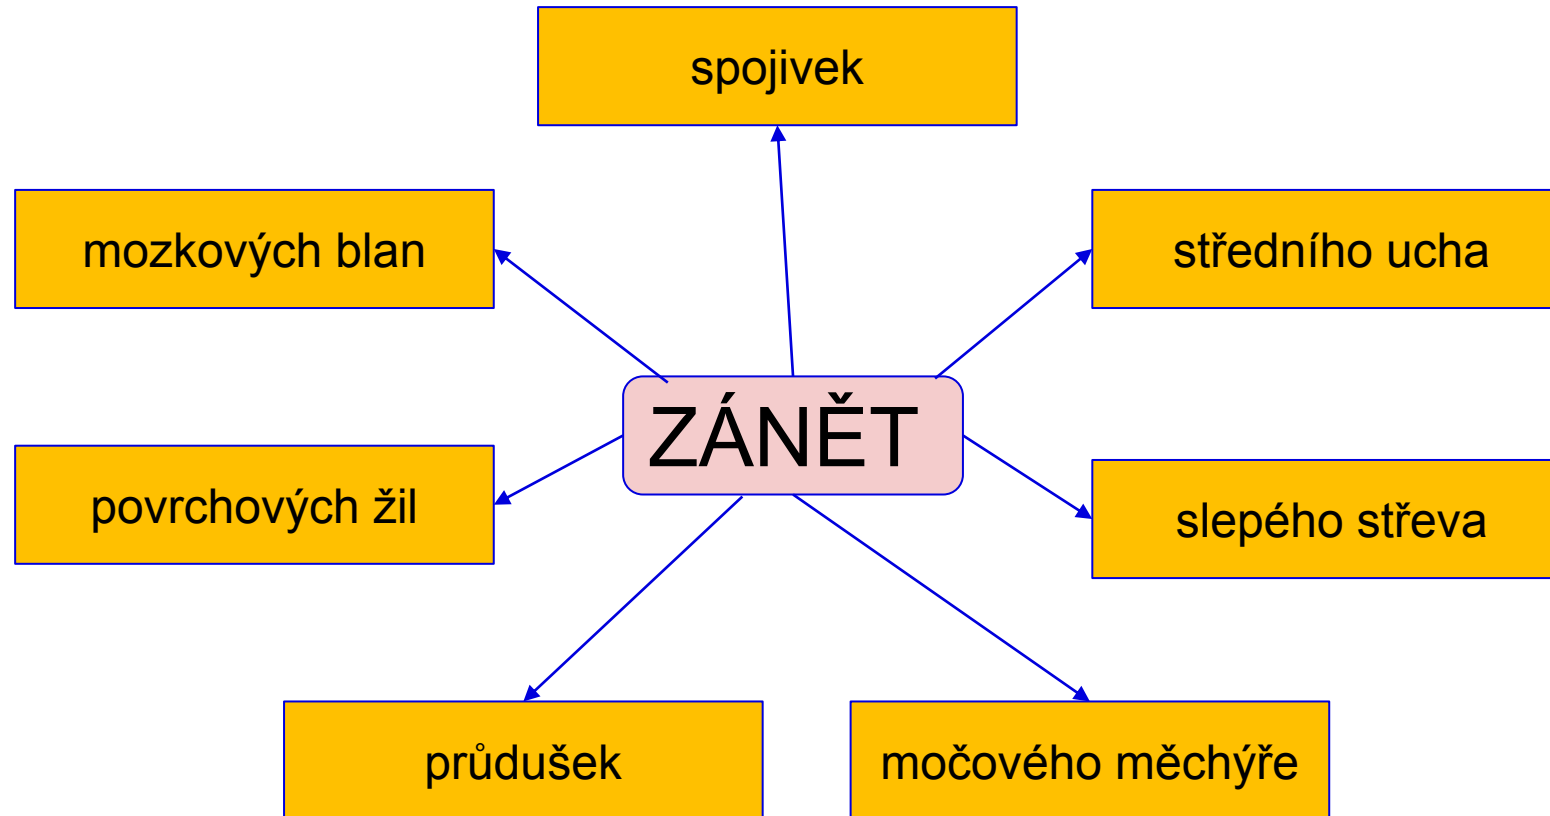 spojivek
mozkových blan
středního ucha
ZÁNĚT
povrchových žil
slepého střeva
průdušek
močového měchýře